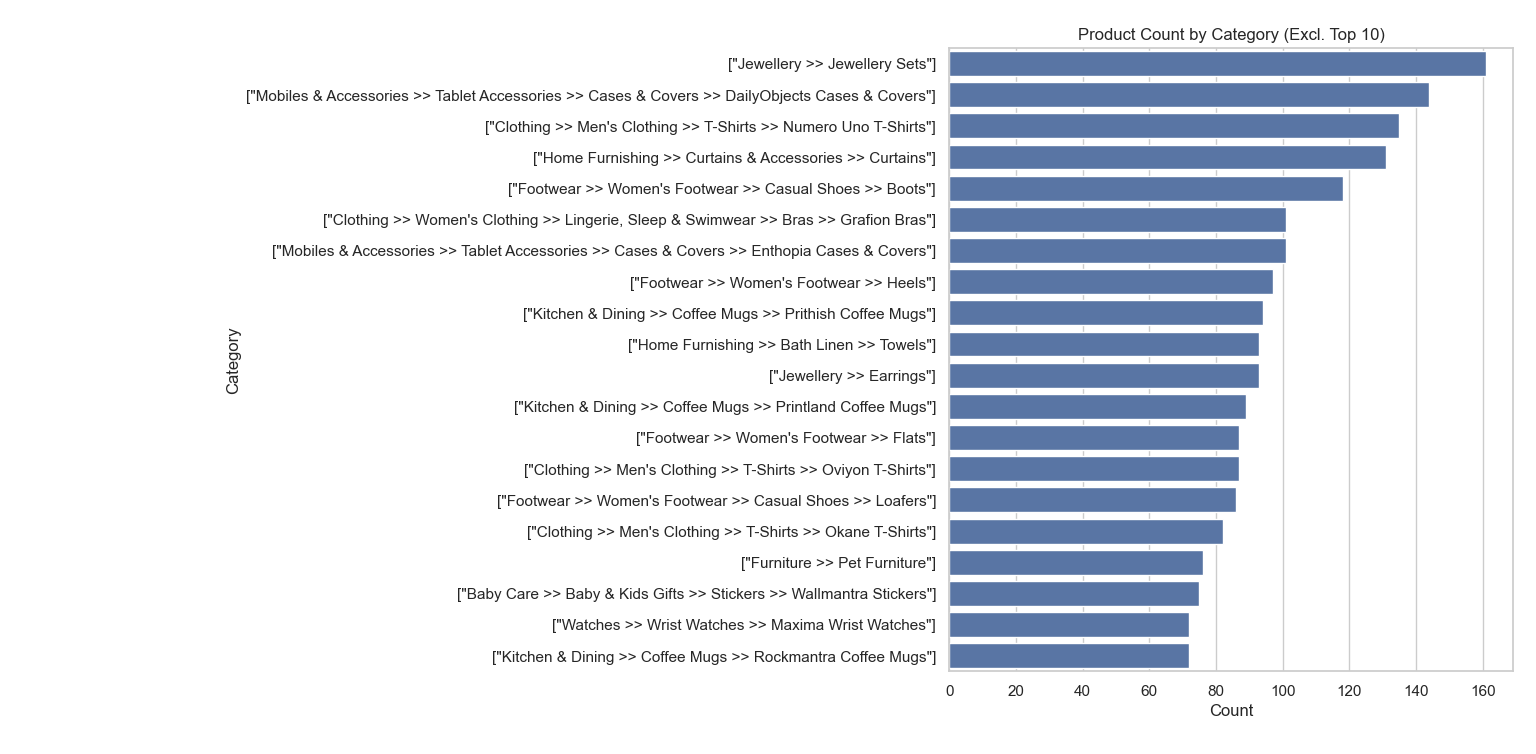 Product Count by Category (Excl. Top 10)
["Jewellery >> Jewellery Sets"]
["Mobiles & Accessories >> Tablet Accessories >> Cases & Covers >> DailyObjects Cases & Covers"]
["Clothing >> Men's Clothing >> T-Shirts >> Numero Uno T-Shirts"]
["Home Furnishing >> Curtains & Accessories >> Curtains"]
["Footwear >> Women's Footwear >> Casual Shoes >> Boots"]
["Clothing >> Women's Clothing >> Lingerie, Sleep & Swimwear >> Bras >> Grafion Bras"]
["Mobiles & Accessories >> Tablet Accessories >> Cases & Covers >> Enthopia Cases & Covers"]
["Footwear >> Women's Footwear >> Heels"]
["Kitchen & Dining >> Coffee Mugs >> Prithish Coffee Mugs"]
["Home Furnishing >> Bath Linen >> Towels"]
["Jewellery >> Earrings"]
["Kitchen & Dining >> Coffee Mugs >> Printland Coffee Mugs"]
["Footwear >> Women's Footwear >> Flats"]
["Clothing >> Men's Clothing >> T-Shirts >> Oviyon T-Shirts"]
["Footwear >> Women's Footwear >> Casual Shoes >> Loafers"]
["Clothing >> Men's Clothing >> T-Shirts >> Okane T-Shirts"]
["Furniture >> Pet Furniture"]
["Baby Care >> Baby & Kids Gifts >> Stickers >> Wallmantra Stickers"]
["Watches >> Wrist Watches >> Maxima Wrist Watches"]
["Kitchen & Dining >> Coffee Mugs >> Rockmantra Coffee Mugs"]
Category
0 20 40 60 80 100 120 140 160
Count